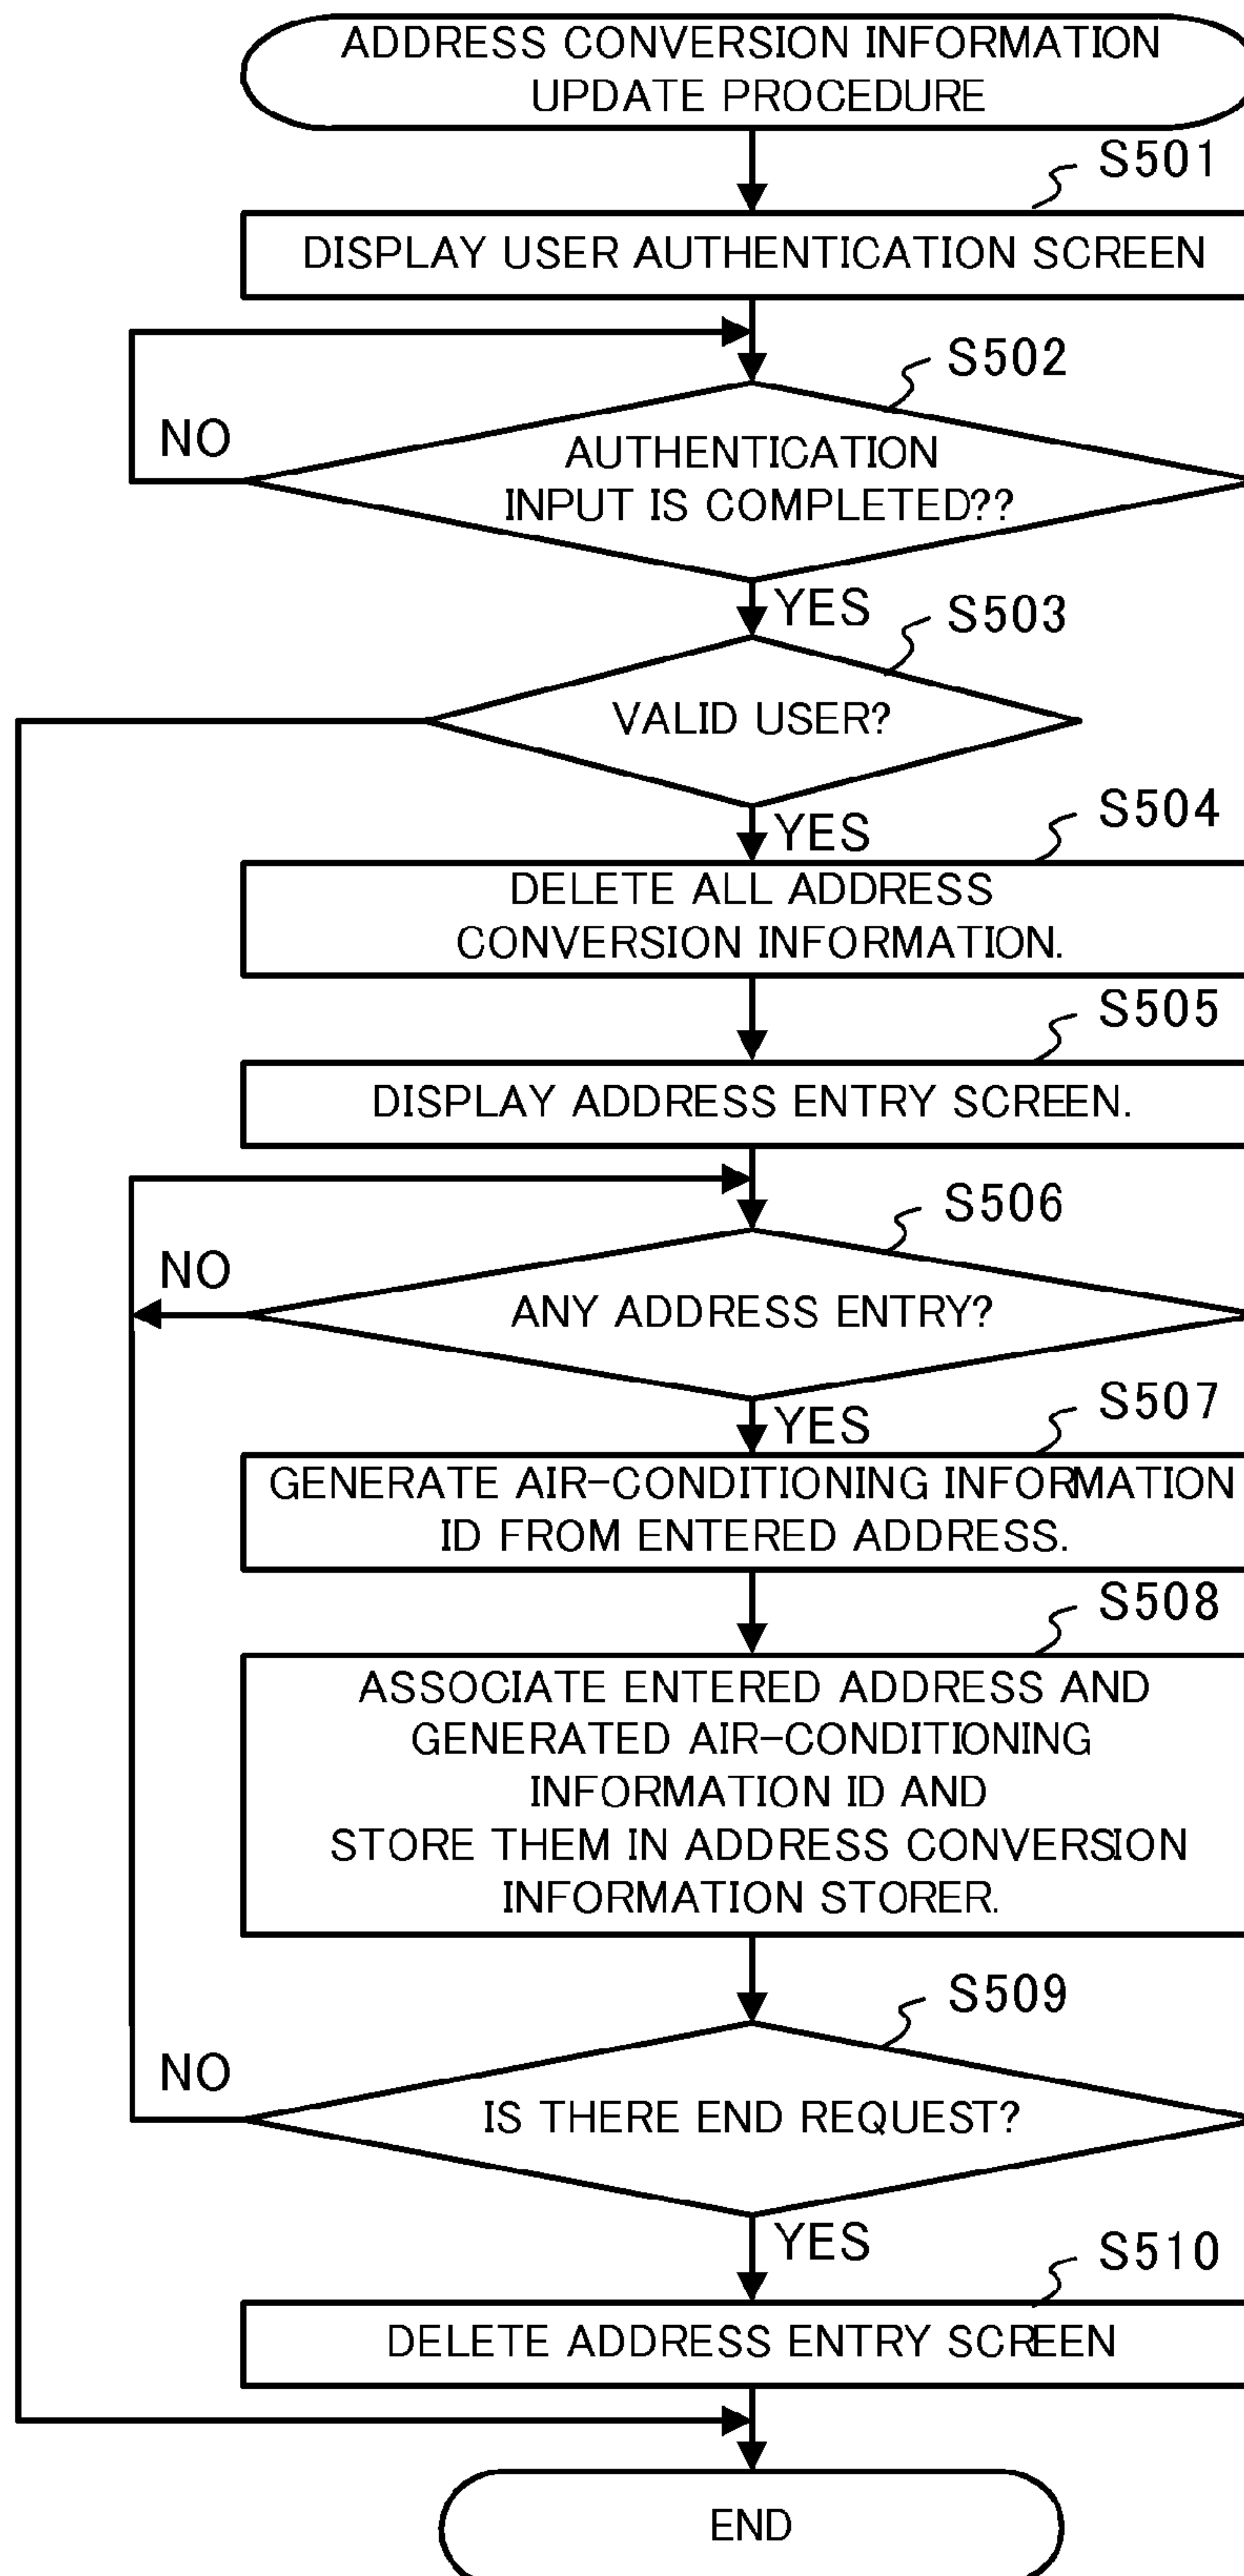 ADDRESS CONVERSION INFORMATION
UPDATE PROCEDURE
S501
DISPLAY USER AUTHENTICATION SCREEN
S502
NO
AUTHENTICATION
INPUT IS COMPLETED??
YES
S503
VALID USER?
YES
S504
DELETE ALL ADDRESS
CONVERSION INFORMATION.
S505
DISPLAY ADDRESS ENTRY SCREEN.
S506
NO
ANY ADDRESS ENTRY?
YES
S507
GENERATE AIR-CONDITIONING INFORMATION
ID FROM ENTERED ADDRESS.
S508
ASSOCIATE ENTERED ADDRESS AND
GENERATED AIR-CONDITIONING
INFORMATION ID AND
STORE THEM IN ADDRESS CONVERSION
INFORMATION STORER.
S509
NO
IS THERE END REQUEST?
YES
S510
DELETE ADDRESS ENTRY SCREEN
END